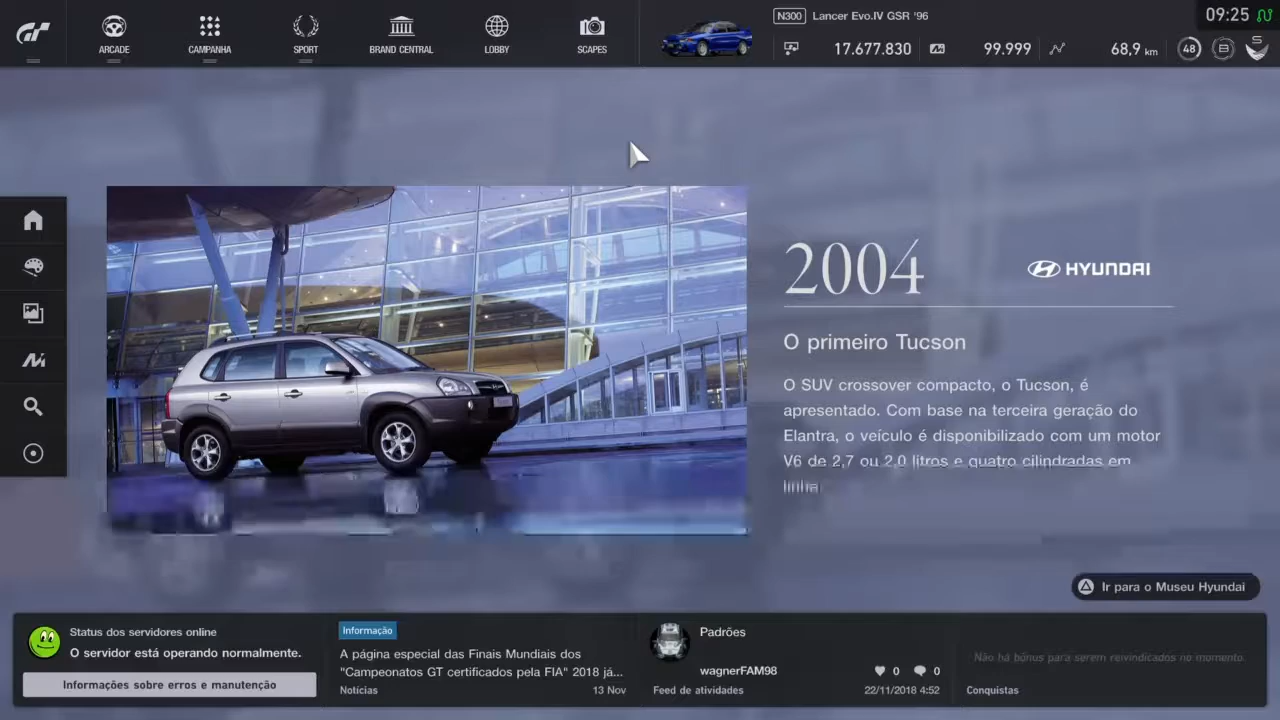 N300 Lancer Evo.IV GSR '96
09:25
ARCADE
CAMPANHA
SPORT
BRAND CENTRAL
LOBBY
SCAPES
17.677.830
99.999
68,9 km
48
B
S
2004
HYUNDAI
O primeiro Tucson
O SUV crossover compacto, o Tucson, é
apresentado. Com base na terceira geração do
Elantra, o veículo é disponibilizado com um motor
V6 de 2,7 ou 2,0 litros e quatro cilindradas em
linha.
Ir para o Museu Hyundai
Status dos servidores online
O servidor está operando normalmente.
Informações sobre erros e manutenção
Informação
A página especial das Finais Mundiais dos
"Campeonatos GT certificados pela FIA" 2018 já...
Notícias
13 Nov
Padrões
wagnerFAM98
0
0
Feed de atividades
22/11/2018 4:52
Não há bônus para serem reivindicados no momento.
Conquistas